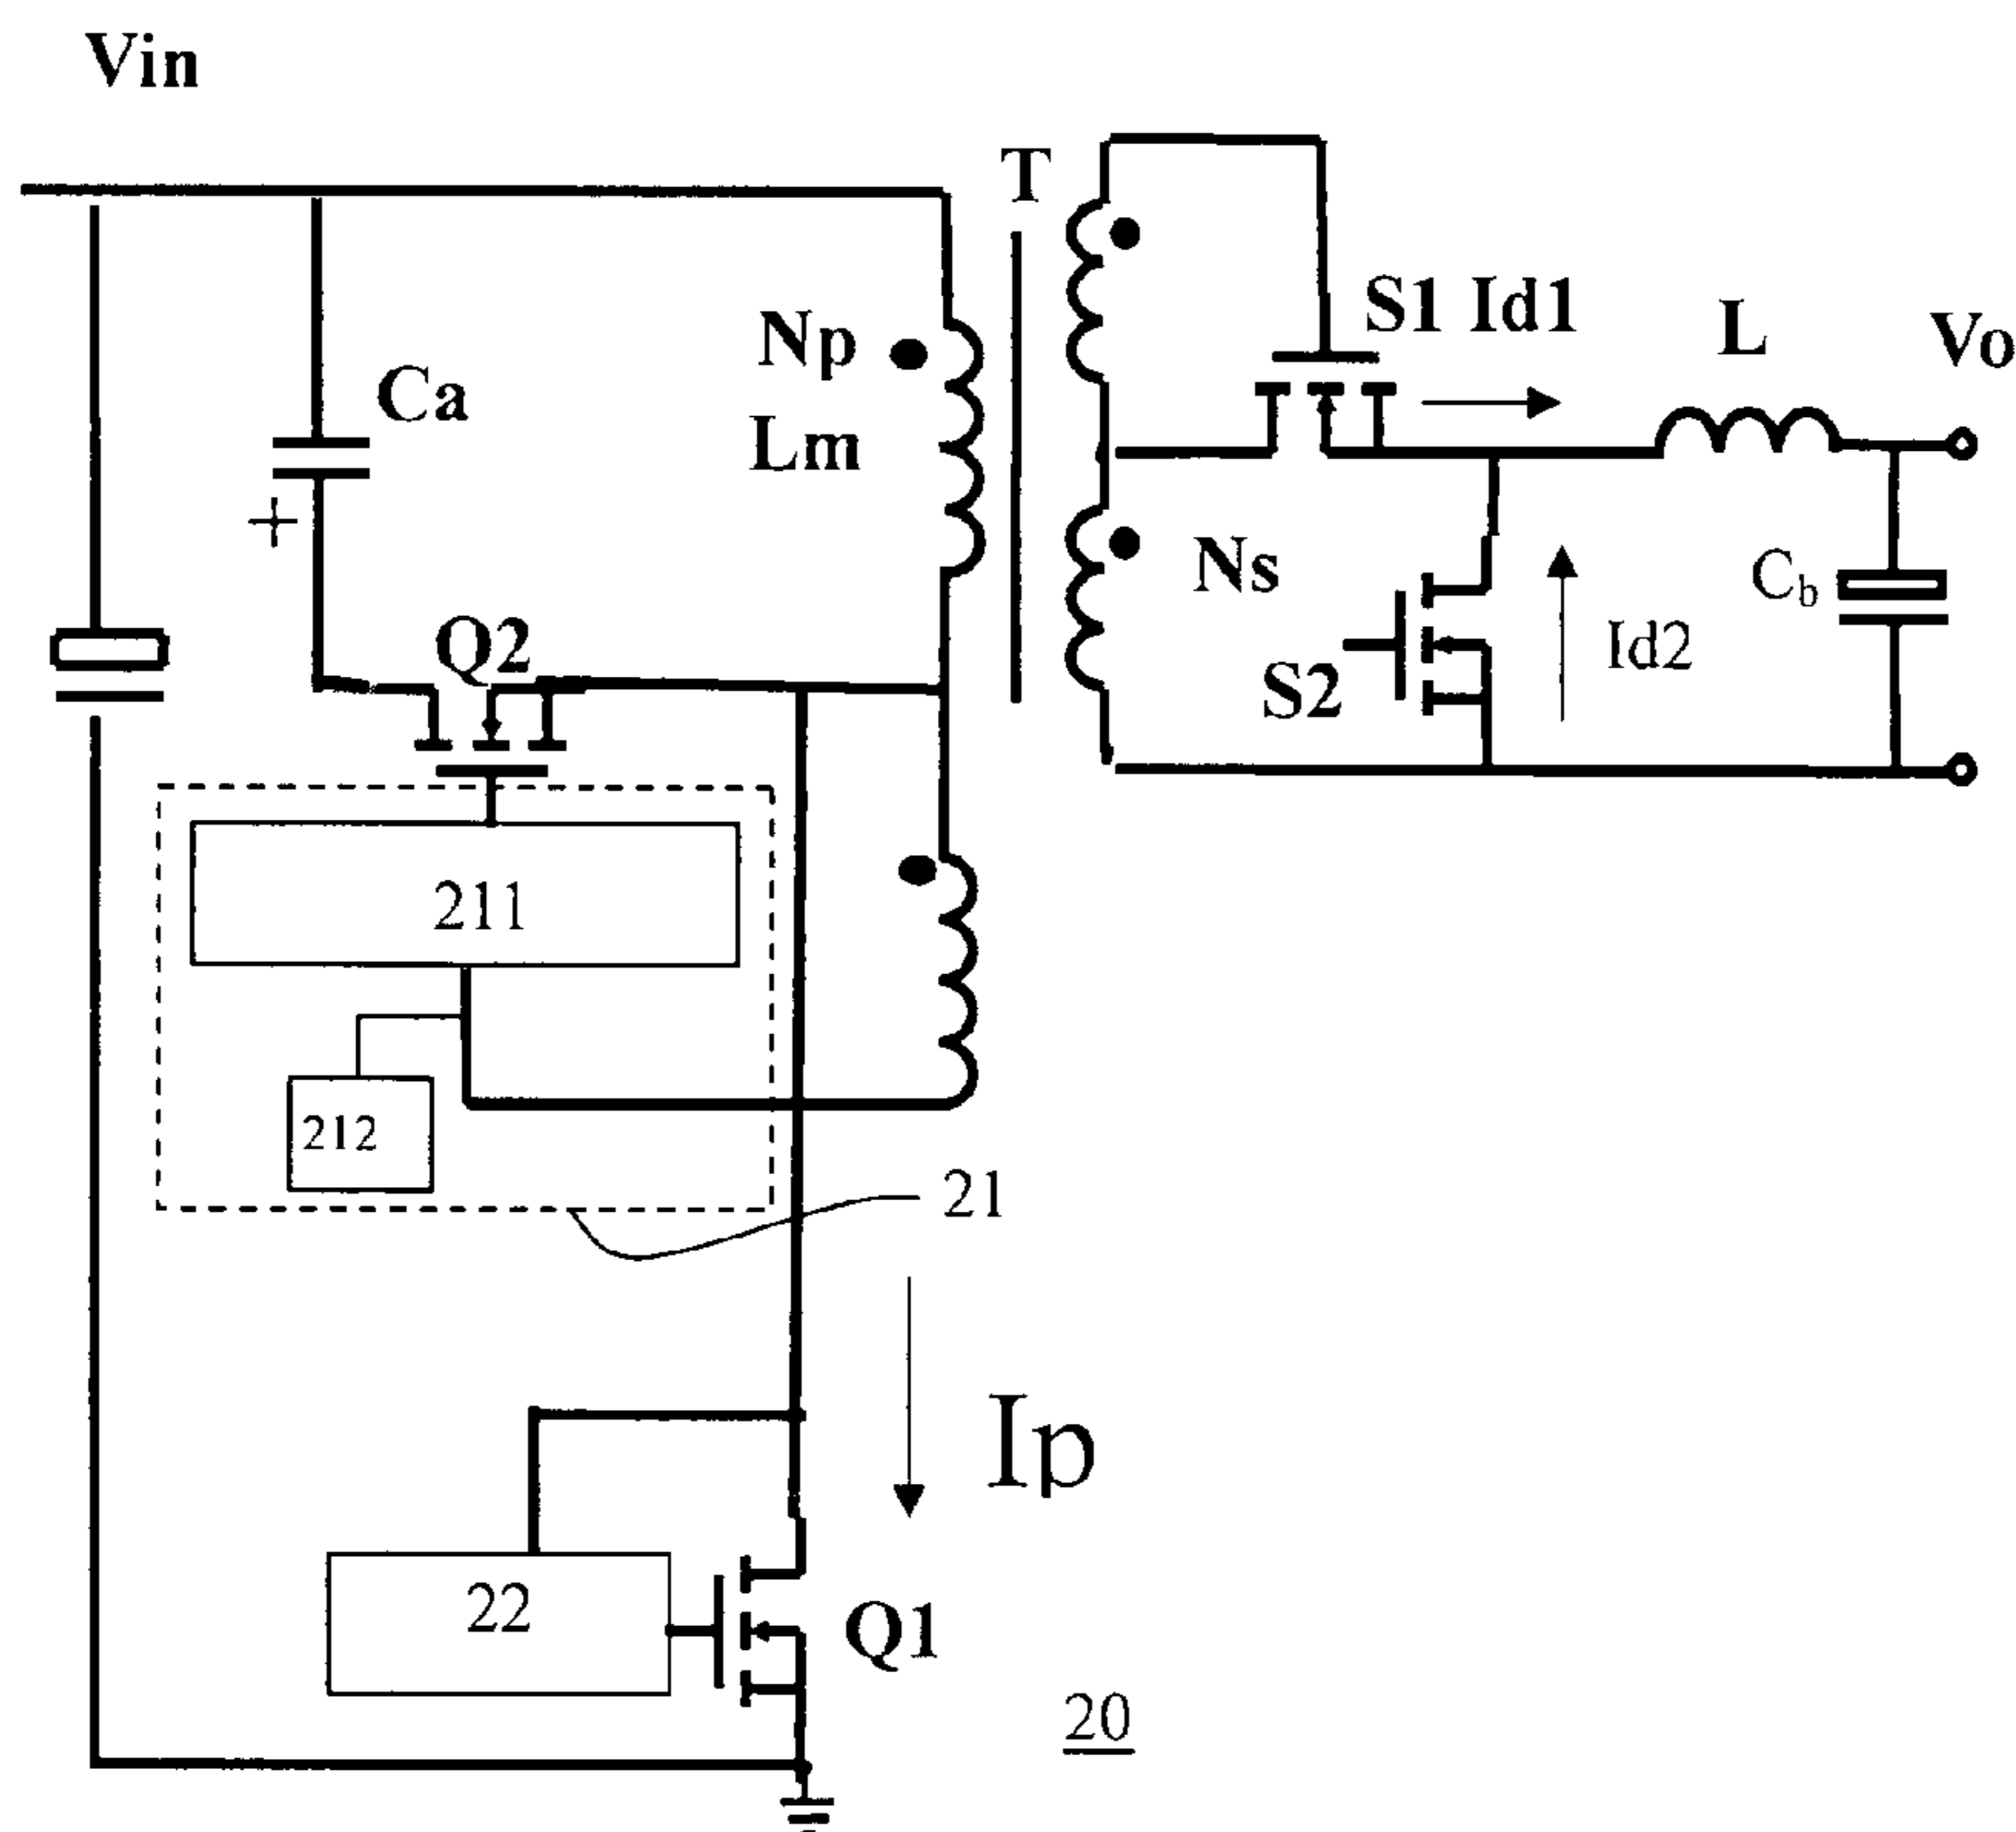 Vin
T
S1 Id1
L
Vo
Np
Lm
Ca
+
Ns
Cb
Id2
Q2
S2
211
212
21
Ip
22
Q1
20